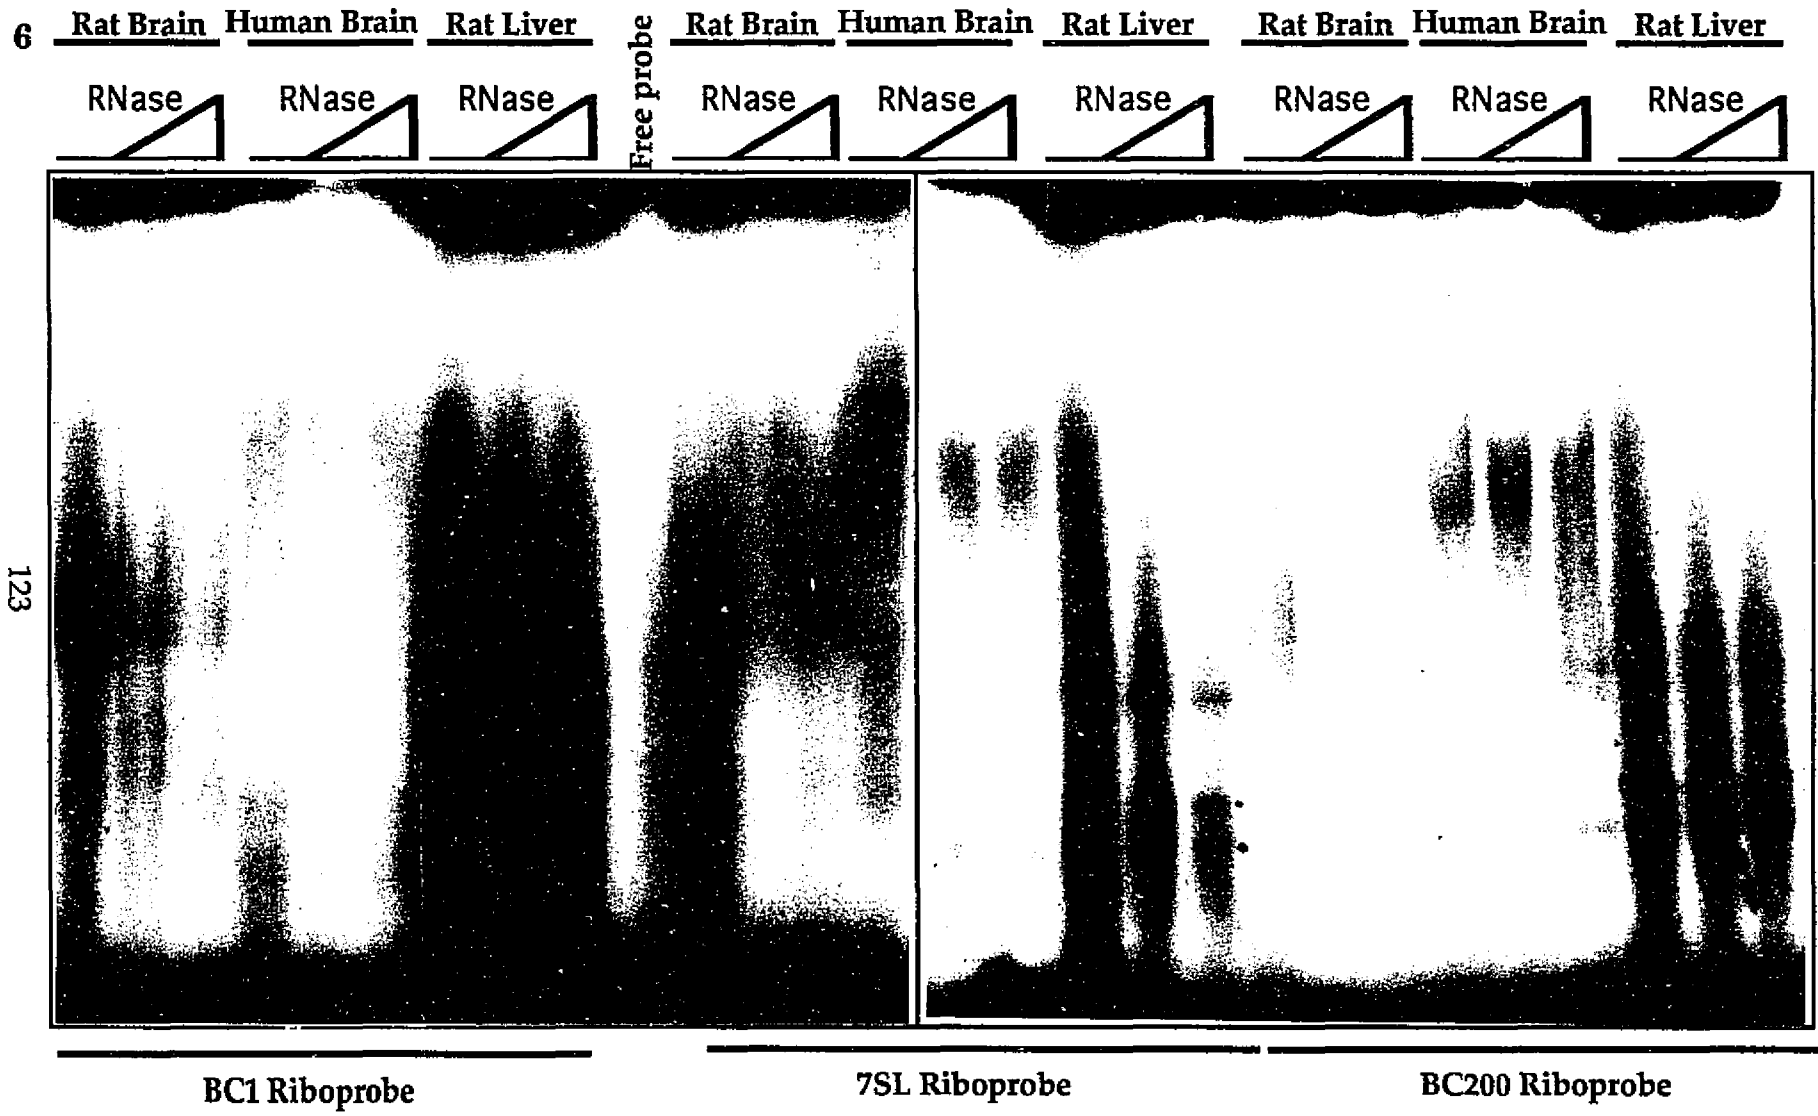 6 Rat Brain Human Brain Rat Liver Free probe Rat Brain Human Brain Rat Liver Rat Brain Human Brain Rat Liver
RNase RNase RNase RNase RNase RNase RNase RNase RNase
123
BC1 Riboprobe 7SL Riboprobe BC200 Riboprobe